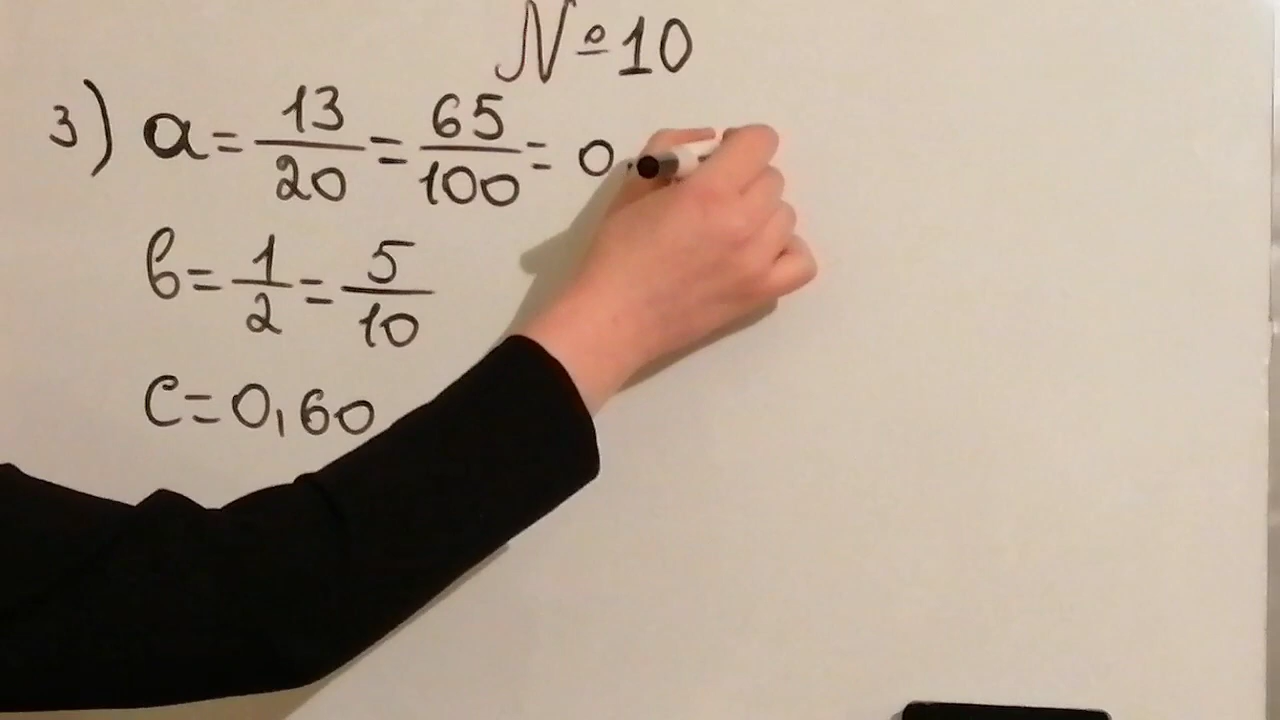 №10
3) a = 13/20 = 65/100 = 0,
b = 1/2 = 5/10
c = 0,60